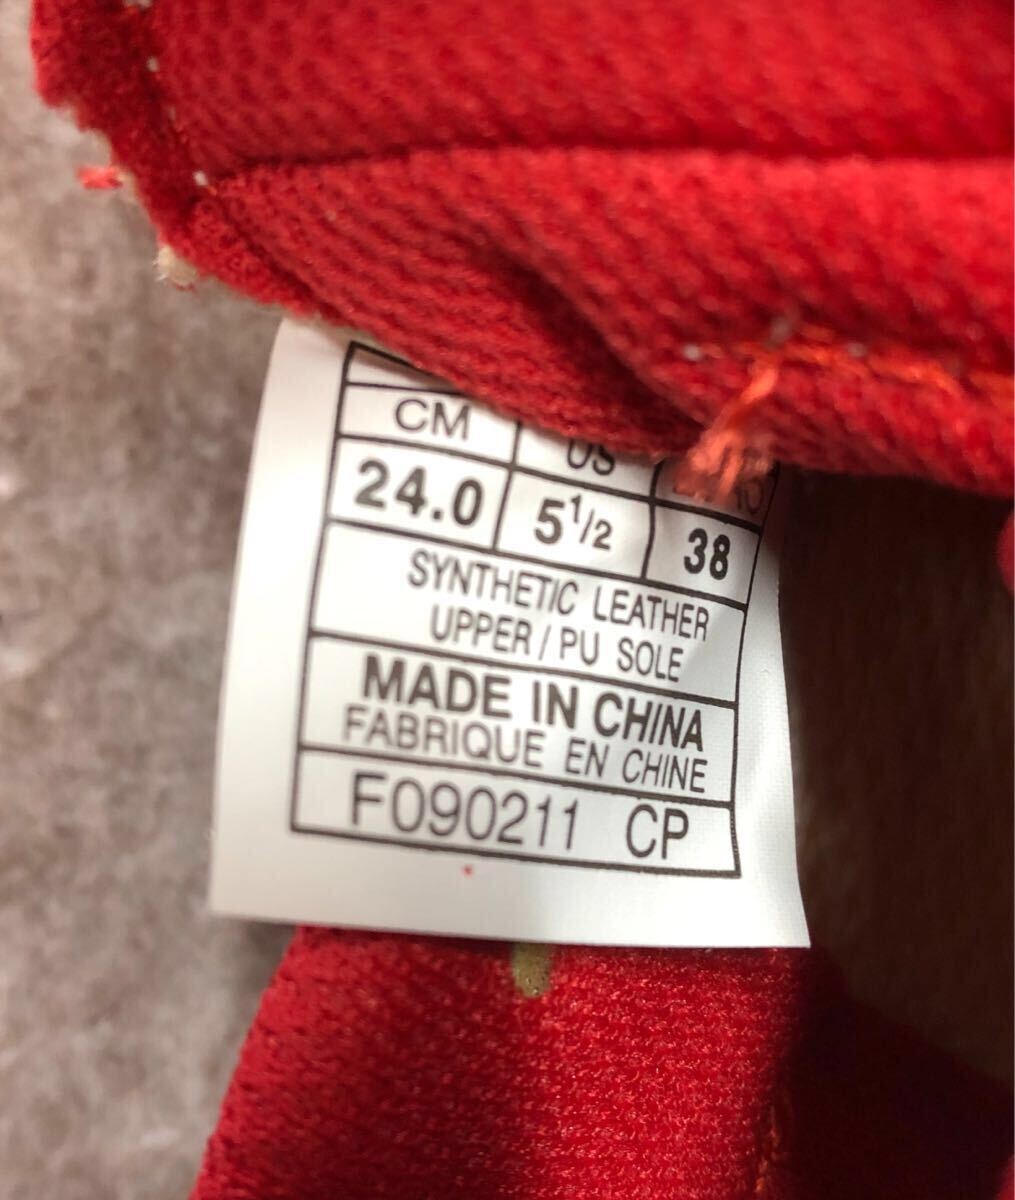 CM US
24.0 5 1/2 38
SYNTHETIC LEATHER
UPPER / PU SOLE
MADE IN CHINA
FABRIQUE EN CHINE
F090211 CP